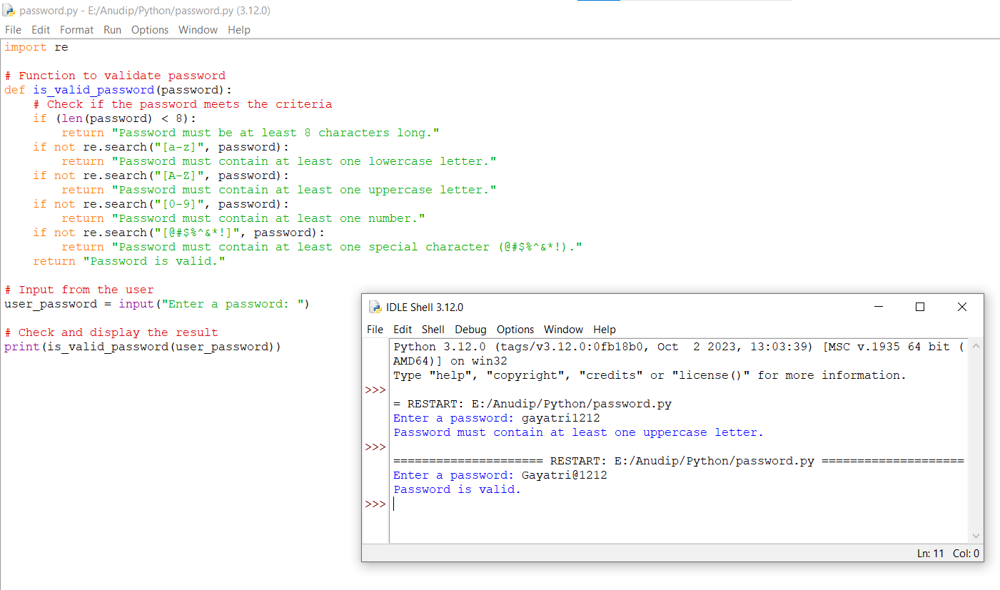 password.py - E:/Anudip/Python/password.py (3.12.0)
File Edit Format Run Options Window Help
import re

# Function to validate password
def is_valid_password(password):
    # Check if the password meets the criteria
    if (len(password) < 8):
        return "Password must be at least 8 characters long."
    if not re.search("[a-z]", password):
        return "Password must contain at least one lowercase letter."
    if not re.search("[A-Z]", password):
        return "Password must contain at least one uppercase letter."
    if not re.search("[0-9]", password):
        return "Password must contain at least one number."
    if not re.search("[@#$%^&*!]", password):
        return "Password must contain at least one special character (@#$%^&*!)."
    return "Password is valid."

# Input from the user
user_password = input("Enter a password: ")

# Check and display the result
print(is_valid_password(user_password))
IDLE Shell 3.12.0
File Edit Shell Debug Options Window Help
Python 3.12.0 (tags/v3.12.0:0fb18b0, Oct  2 2023, 13:03:39) [MSC v.1935 64 bit (
AMD64)] on win32
Type "help", "copyright", "credits" or "license()" for more information.
>>>
= RESTART: E:/Anudip/Python/password.py
Enter a password: gayatri1212
Password must contain at least one uppercase letter.
>>>
===================== RESTART: E:/Anudip/Python/password.py ====================
Enter a password: Gayatri@1212
Password is valid.
>>>
Ln: 11 Col: 0